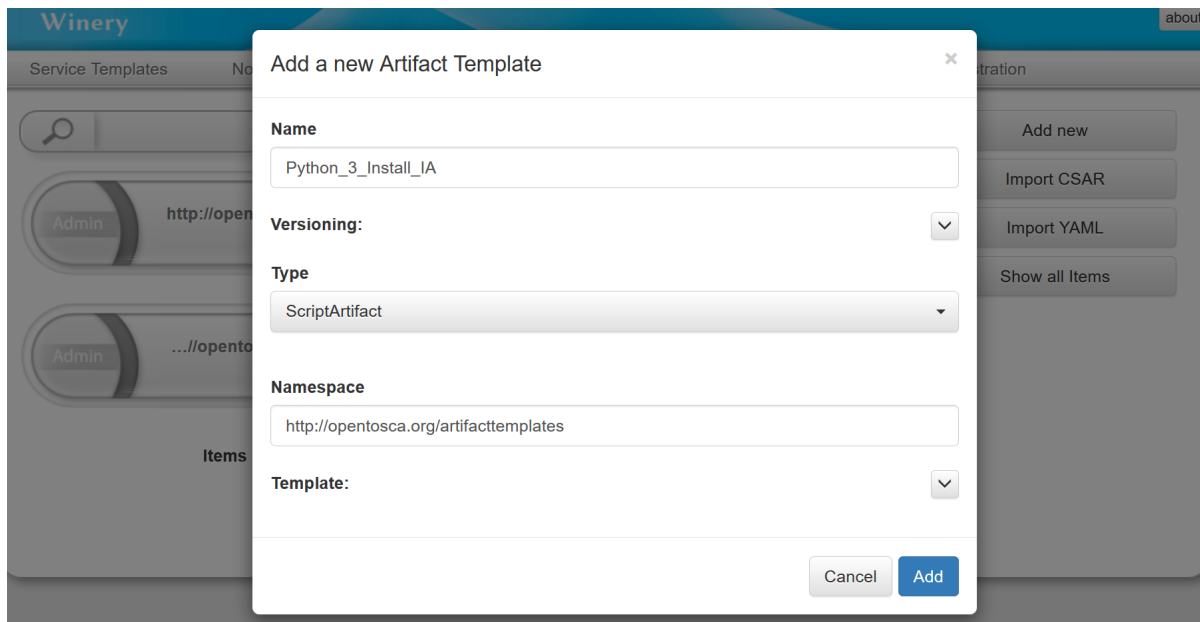 Winery
about
Service Templates
No
stration
Add a new Artifact Template
×
Name
Python_3_Install_IA
Versioning:
Type
ScriptArtifact
Namespace
http://opentosca.org/artifacttemplates
Template:
Cancel
Add
Admin
http://open
Admin
...//opento
Items
Add new
Import CSAR
Import YAML
Show all Items